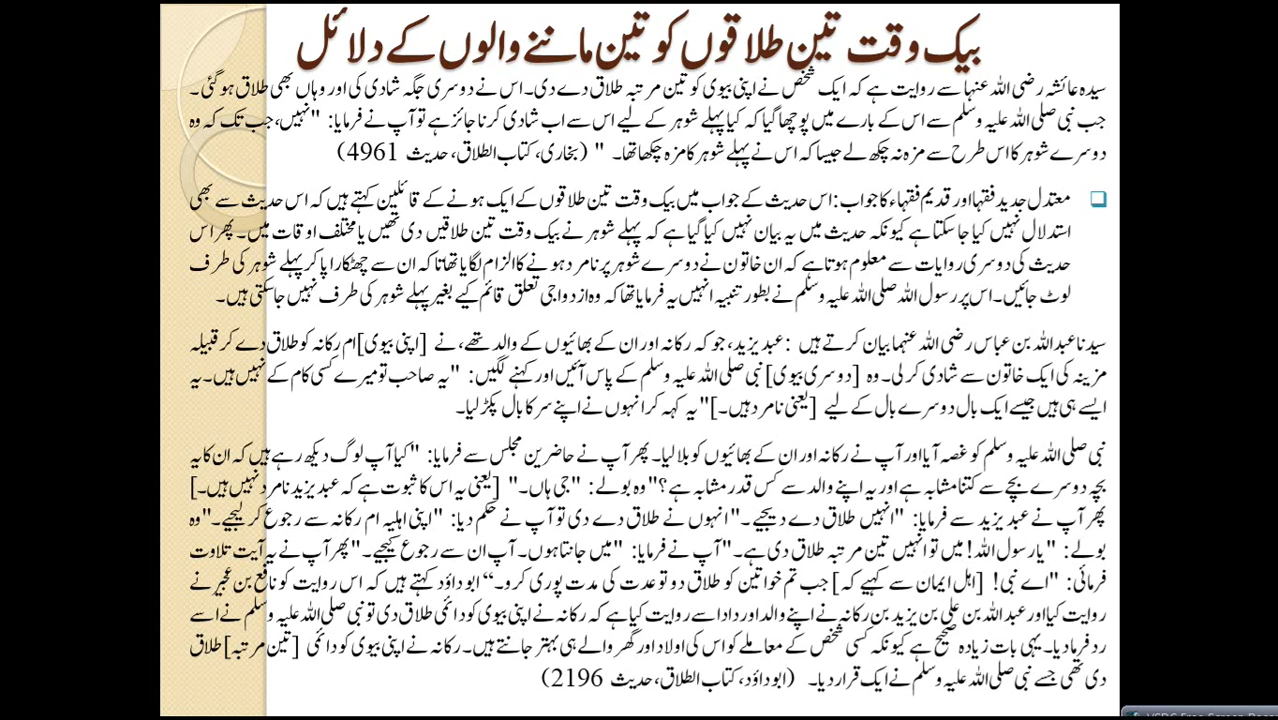 بیک وقت تین طلاقوں کو تین ماننے والوں کے دلائل
سیدہ عائشہ رضی اللہ عنہا سے روایت ہے کہ ایک شخص نے اپنی بیوی کو تین مرتبہ طلاق دے دی۔ اس نے دوسری جگہ شادی کی اور وہاں بھی طلاق ہو گئی۔
جب نبی صلی اللہ علیہ وسلم سے اس کے بارے میں پوچھا گیا کہ کیا پہلے شوہر کے لیے اس سے اب شادی کرنا جائز ہے تو آپ نے فرمایا: "نہیں، جب تک کہ وہ
دوسرے شوہر کا اس طرح سے مزہ نہ چکھ لے جیسا کہ اس نے پہلے شوہر کا مزہ چکھا تھا۔ " (بخاری، کتاب الطلاق، حدیث 4961)
❑ معتدل جدید فقہا اور قدیم فقہاء کا جواب: اس حدیث کے جواب میں بیک وقت تین طلاقوں کے ایک ہونے کے قائلین کہتے ہیں کہ اس حدیث سے بھی
استدلال نہیں کیا جا سکتا ہے کیونکہ حدیث میں یہ بیان نہیں کیا گیا ہے کہ پہلے شوہر نے بیک وقت تین طلاقیں دی تھیں یا مختلف اوقات میں۔ پھر اس
حدیث کی دوسری روایات سے معلوم ہوتا ہے کہ ان خاتون نے دوسرے شوہر پر نامرد ہونے کا الزام لگایا تھا تا کہ ان سے چھٹکارا پا کر پہلے شوہر کی طرف
لوٹ جائیں۔ اس پر رسول اللہ صلی اللہ علیہ وسلم نے بطور تنبیہ انہیں یہ فرمایا تھا کہ وہ ازدواجی تعلق قائم کیے بغیر پہلے شوہر کی طرف نہیں جا سکتی ہیں۔
سیدنا عبد اللہ بن عباس رضی اللہ عنہما بیان کرتے ہیں : عبد یزید، جو کہ رکانہ اور ان کے بھائیوں کے والد تھے، نے [اپنی بیوی] ام رکانہ کو طلاق دے کر قبیلہ
مزینہ کی ایک خاتون سے شادی کر لی۔ وہ [دوسری بیوی] نبی صلی اللہ علیہ وسلم کے پاس آئیں اور کہنے لگیں: "یہ صاحب تو میرے کسی کام کے نہیں ہیں۔ یہ
ایسے ہی ہیں جیسے ایک بال دوسرے بال کے لیے [یعنی نامرد ہیں۔]" یہ کہہ کر انہوں نے اپنے سر کا بال پکڑ لیا۔
نبی صلی اللہ علیہ وسلم کو غصہ آیا اور آپ نے رکانہ اور ان کے بھائیوں کو بلا لیا۔ پھر آپ نے حاضرین مجلس سے فرمایا: "کیا آپ لوگ دیکھ رہے ہیں کہ ان کا یہ
بچہ دوسرے بچے سے کتنا مشابہ ہے اور یہ اپنے والد سے کس قدر مشابہ ہے؟" وہ بولے: "جی ہاں۔" [یعنی یہ اس کا ثبوت ہے کہ عبد یزید نامرد نہیں ہیں۔]
پھر آپ نے عبد یزید سے فرمایا: "انہیں طلاق دے دیجیے۔" انہوں نے طلاق دے دی تو آپ نے حکم دیا: "اپنی اہلیہ ام رکانہ سے رجوع کر لیجیے۔" وہ
بولے: "یا رسول اللہ! میں تو انہیں تین مرتبہ طلاق دی ہے۔" آپ نے فرمایا: "میں جانتا ہوں۔ آپ ان سے رجوع کیجیے۔" پھر آپ نے یہ آیت تلاوت
فرمائی: "اے نبی! [اہل ایمان سے کہیے کہ] جب تم خواتین کو طلاق دو تو عدت کی مدت پوری کرو۔“ ابو داؤد کہتے ہیں کہ اس روایت کو نافع بن عجیر نے
روایت کیا اور عبد اللہ بن علی بن یزید بن رکانہ نے اپنے والد اور دادا سے روایت کیا ہے کہ رکانہ نے اپنی بیوی کو دائمی طلاق دی تو نبی صلی اللہ علیہ وسلم نے اسے
رد فرما دیا۔ یہی بات زیادہ صحیح ہے کیونکہ کسی شخص کے معاملے کو اس کی اولاد اور گھر والے ہی بہتر جانتے ہیں۔ رکانہ نے اپنی بیوی کو دائمی [تین مرتبہ] طلاق
دی تھی جسے نبی صلی اللہ علیہ وسلم نے ایک قرار دیا۔ (ابو داؤد، کتاب الطلاق، حدیث 2196)